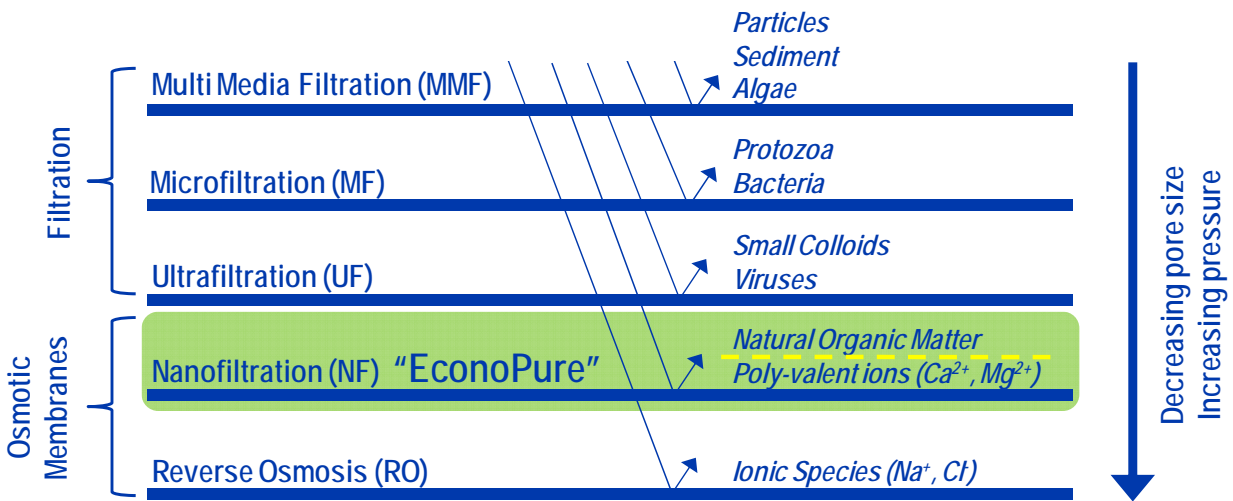 Particles
Sediment
Algae
Multi Media Filtration (MMF)
Protozoa
Bacteria
Microfiltration (MF)
Small Colloids
Viruses
Ultrafiltration (UF)
Filtration
Natural Organic Matter
Poly-valent ions (Ca²⁺, Mg²⁺)
Nanofiltration (NF) "EconoPure"
Reverse Osmosis (RO)
Ionic Species (Na⁺, Cl⁻)
Osmotic
Membranes
Decreasing pore size
Increasing pressure